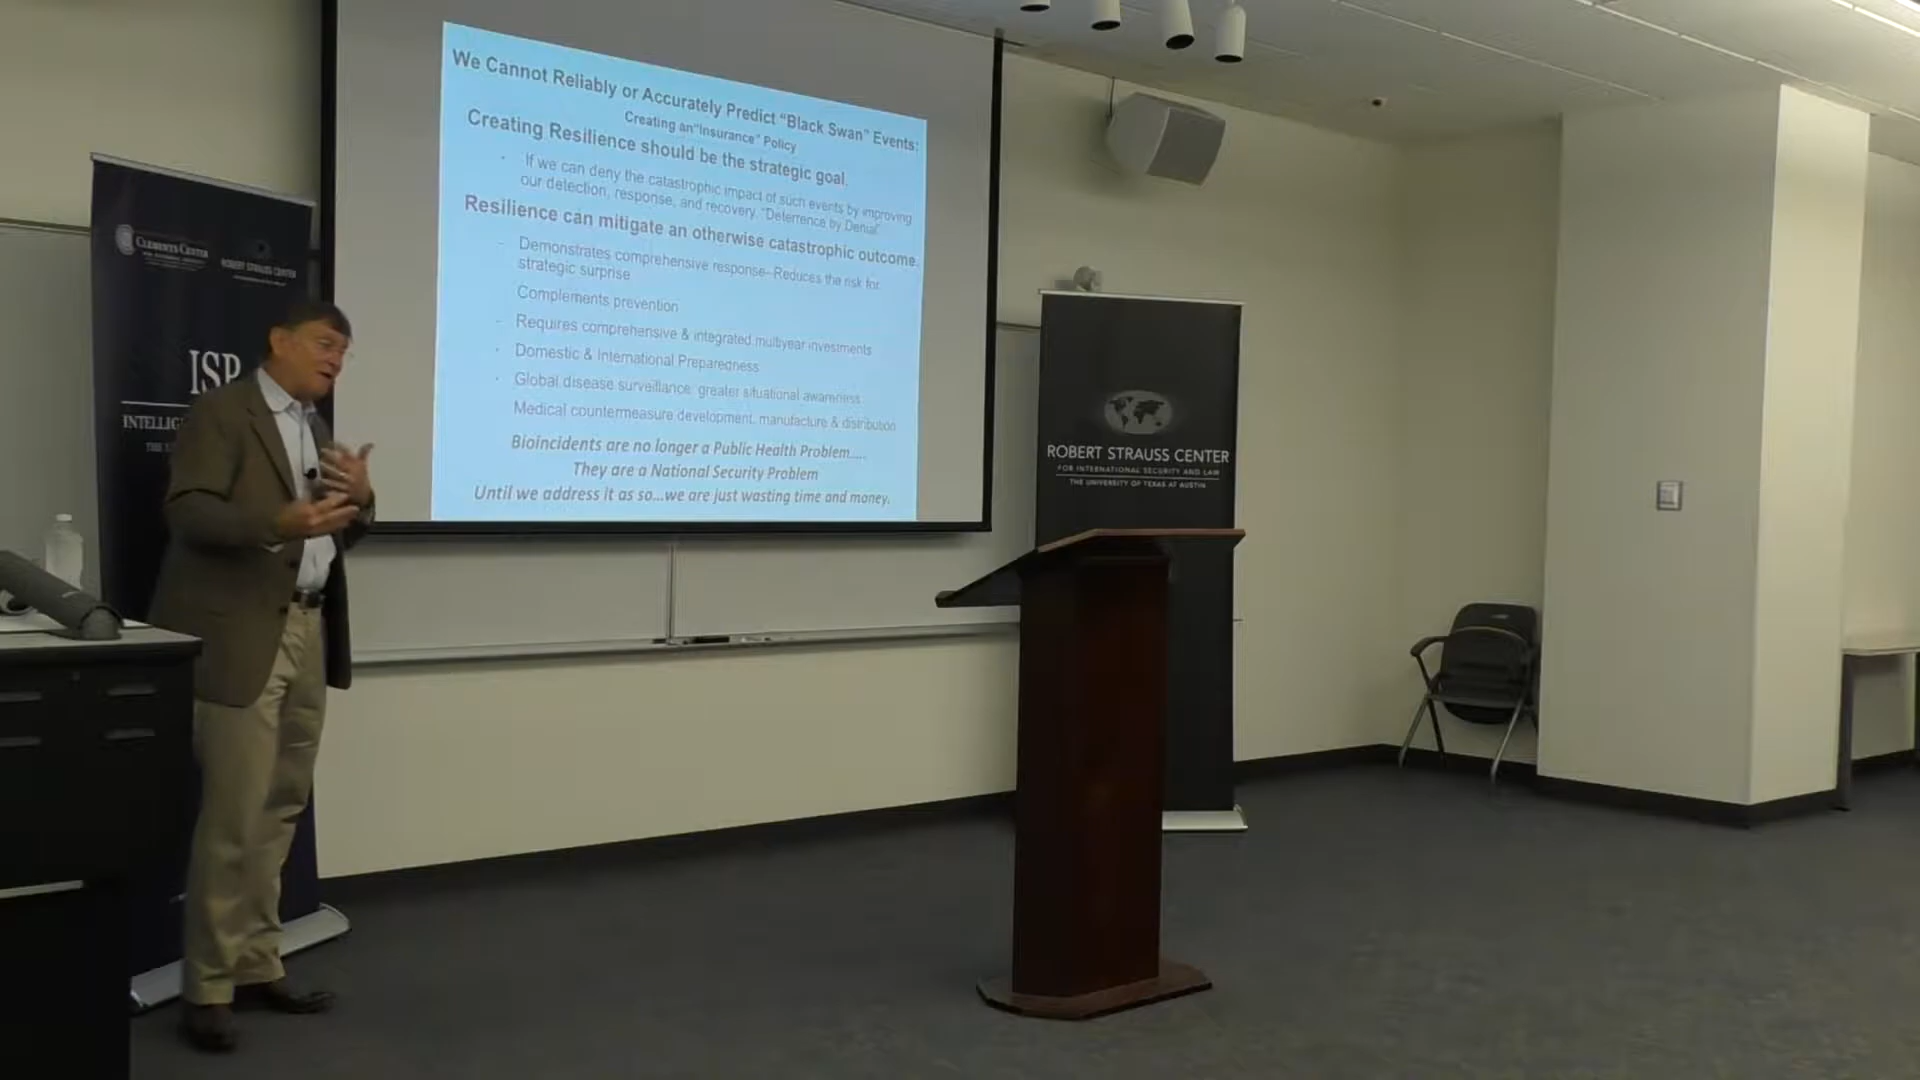 We Cannot Reliably or Accurately Predict “Black Swan” Events:
Creating an“Insurance” Policy
Creating Resilience should be the strategic goal.
If we can deny the catastrophic impact of such events by improving
our detection, response, and recovery. “Deterrence by Denial”
Resilience can mitigate an otherwise catastrophic outcome.
Demonstrates comprehensive response–Reduces the risk for
strategic surprise
Complements prevention
Requires comprehensive & integrated multiyear investments
Domestic & International Preparedness
Global disease surveillance: greater situational awareness
Medical countermeasure development, manufacture & distribution
Bioincidents are no longer a Public Health Problem.....
They are a National Security Problem
Until we address it as so...we are just wasting time and money.
CLEMENTS CENTER
ROBERT STRAUSS CENTER
ISP
INTELLIG
ROBERT STRAUSS CENTER
FOR INTERNATIONAL SECURITY AND LAW
THE UNIVERSITY OF TEXAS AT AUSTIN